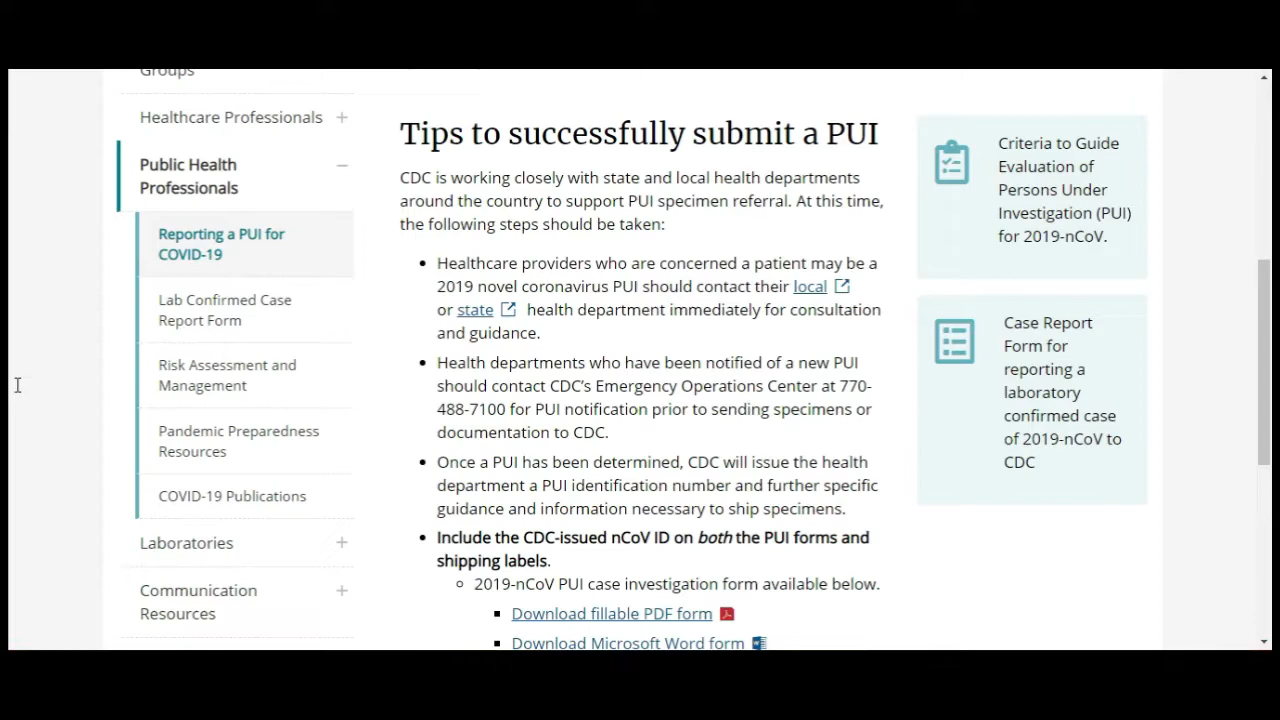 Groups
Healthcare Professionals
Public Health
Professionals
Reporting a PUI for
COVID-19
Lab Confirmed Case
Report Form
Risk Assessment and
Management
Pandemic Preparedness
Resources
COVID-19 Publications
Laboratories
Communication
Resources
Tips to successfully submit a PUI
CDC is working closely with state and local health departments
around the country to support PUI specimen referral. At this time,
the following steps should be taken:
• Healthcare providers who are concerned a patient may be a
2019 novel coronavirus PUI should contact their local
or state health department immediately for consultation
and guidance.
• Health departments who have been notified of a new PUI
should contact CDC’s Emergency Operations Center at 770-
488-7100 for PUI notification prior to sending specimens or
documentation to CDC.
• Once a PUI has been determined, CDC will issue the health
department a PUI identification number and further specific
guidance and information necessary to ship specimens.
• Include the CDC-issued nCoV ID on both the PUI forms and
shipping labels.
2019-nCoV PUI case investigation form available below.
Download fillable PDF form
Download Microsoft Word form
Criteria to Guide
Evaluation of
Persons Under
Investigation (PUI)
for 2019-nCoV.
Case Report
Form for
reporting a
laboratory
confirmed case
of 2019-nCoV to
CDC